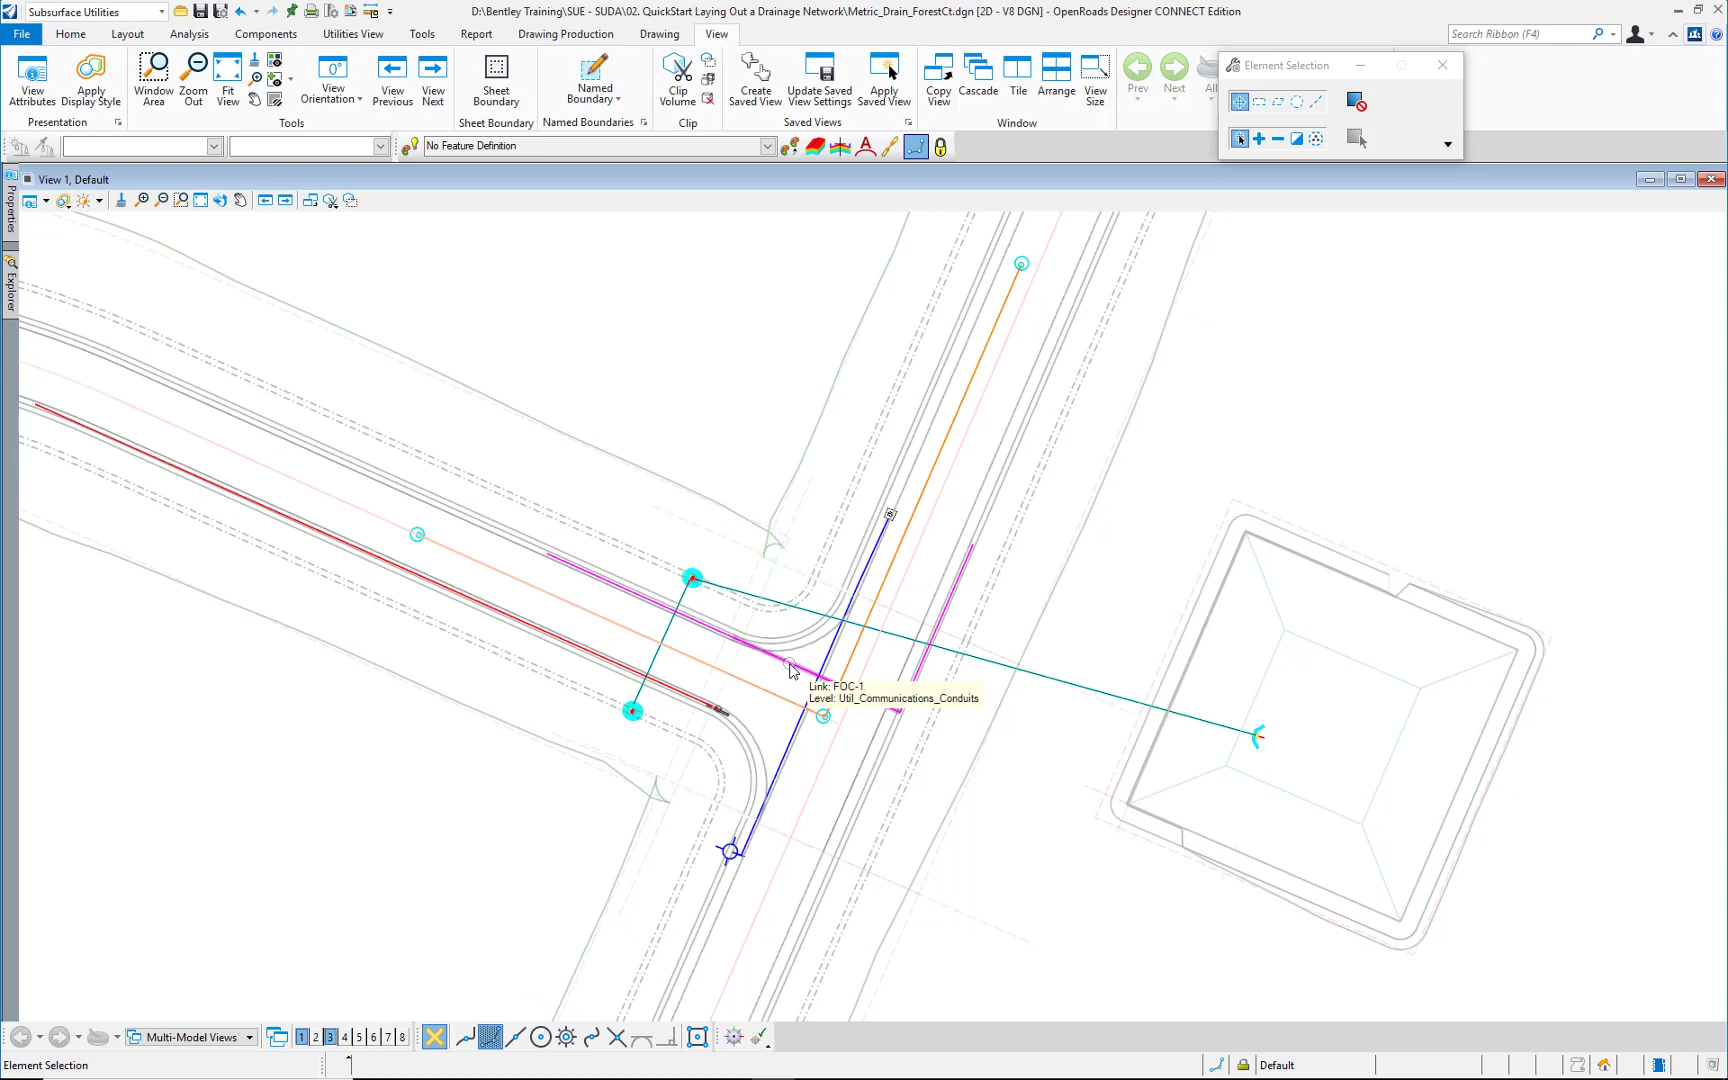 Subsurface Utilities
D:\Bentley Training\SUE - SUDA\02. QuickStart Laying Out a Drainage Network\Metric_Drain_ForestCt.dgn [2D - V8 DGN] - OpenRoads Designer CONNECT Edition
File Home Layout Analysis Components Utilities View Tools Report Drawing Production Drawing View
Search Ribbon (F4)
View Attributes
Apply Display Style
Presentation
Window Area
Zoom Out
Fit View
0°
View Orientation
View Previous
View Next
Tools
Sheet Boundary
Sheet Boundary
Named Boundary
Named Boundaries
Clip Volume
Clip
Create Saved View
Update Saved View Settings
Apply Saved View
Saved Views
Copy View
Cascade
Tile
Arrange
View Size
Window
Prev
Next
All
Element Selection
No Feature Definition
View 1, Default
Properties
Explorer
Link: FOC-1
Level: Util_Communications_Conduits
Multi-Model Views
1 2 3 4 5 6 7 8
Element Selection
Default